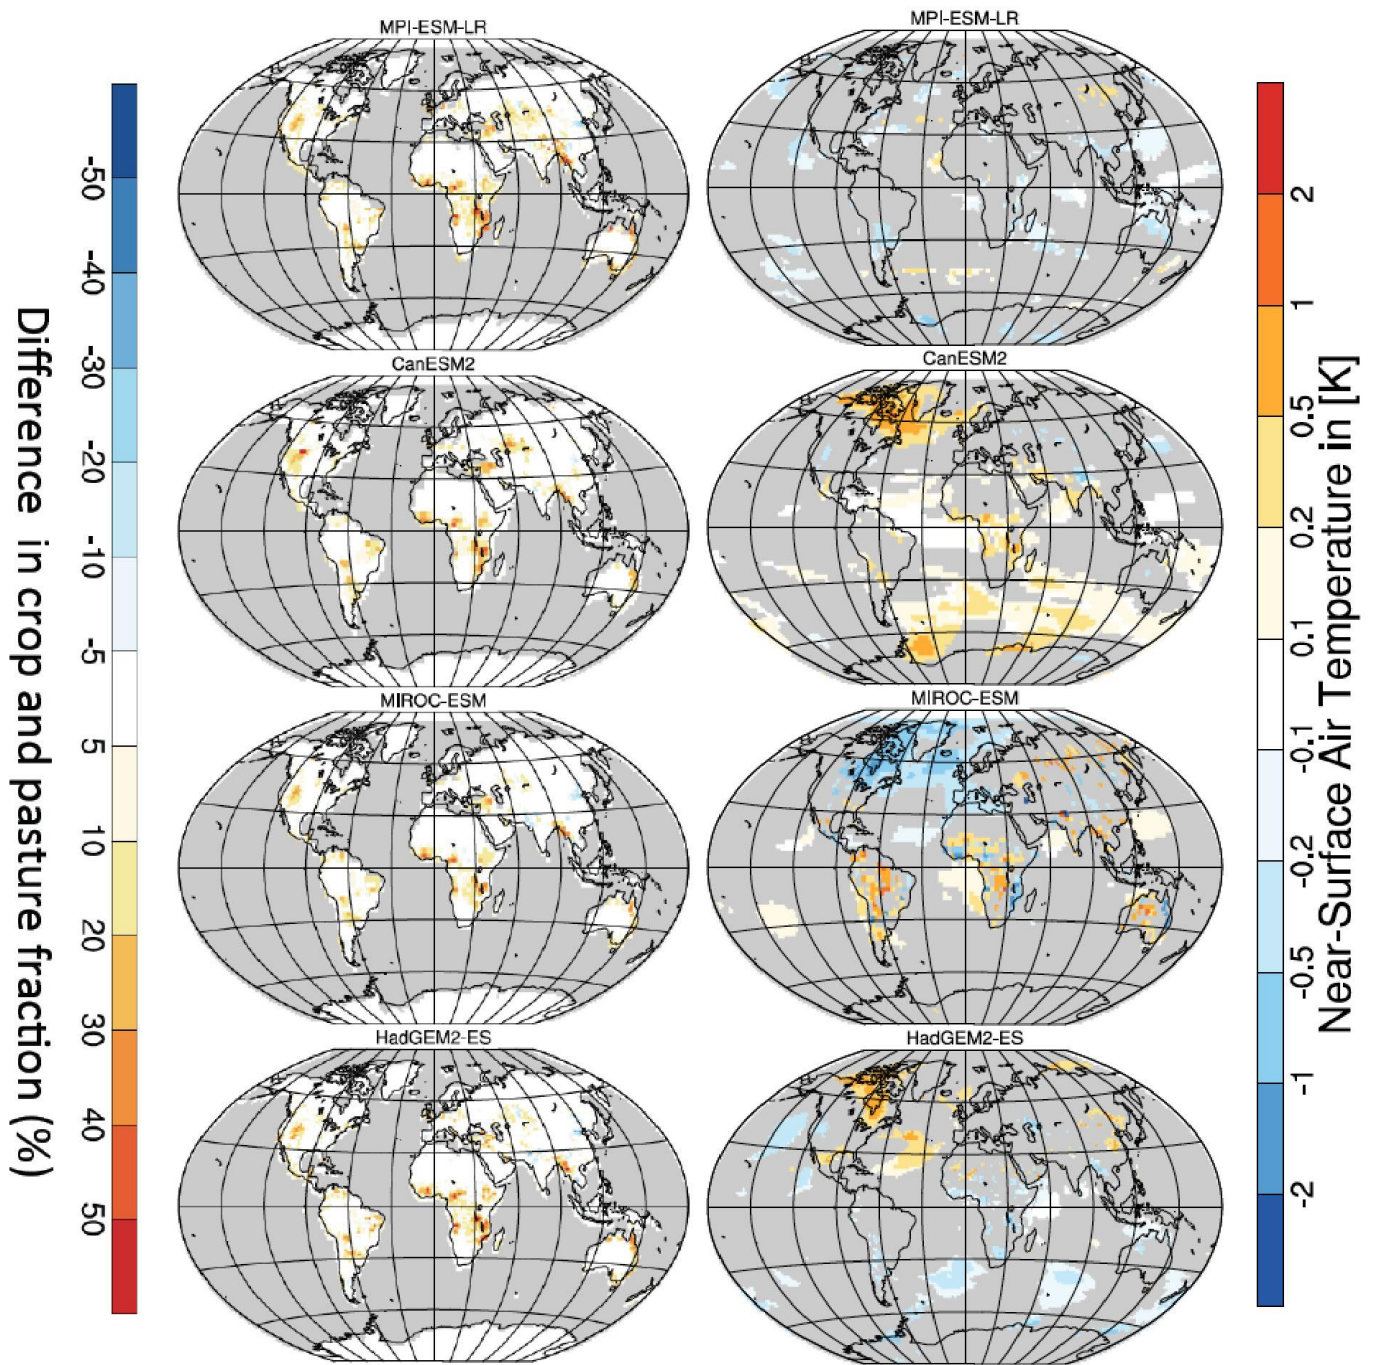 MPI-ESM-LR
MPI-ESM-LR
CanESM2
CanESM2
MIROC-ESM
MIROC-ESM
HadGEM2-ES
HadGEM2-ES
-50
-40
-30
-20
-10
-5
5
10
20
30
40
50
Difference in crop and pasture fraction (%)
2
1
0.5
0.2
0.1
-0.1
-0.2
-0.5
-1
-2
Near-Surface Air Temperature in [K]